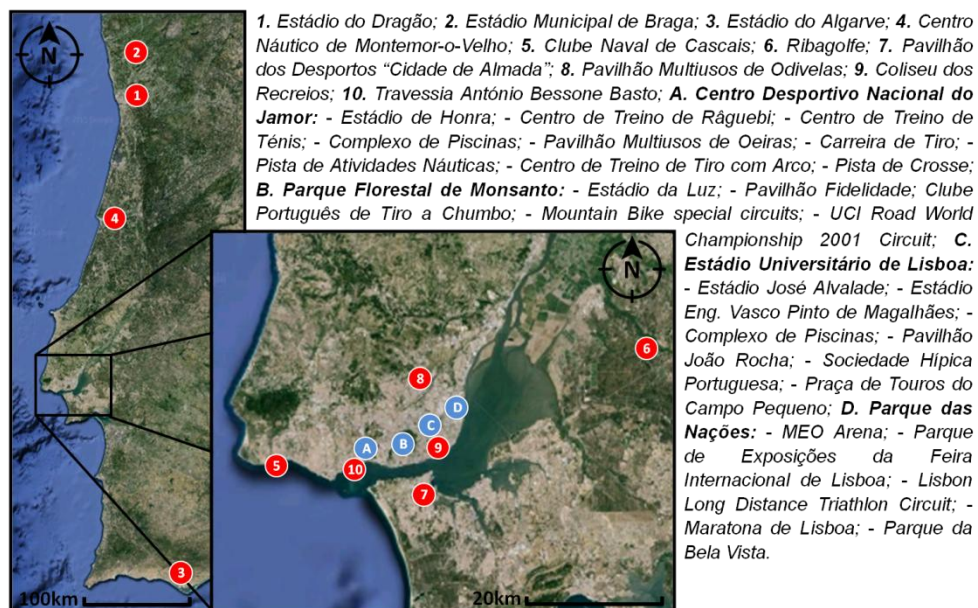 1. Estádio do Dragão; 2. Estádio Municipal de Braga; 3. Estádio do Algarve; 4. Centro
Náutico de Montemor-o-Velho; 5. Clube Naval de Cascais; 6. Ribagolfe; 7. Pavilhão
dos Desportos “Cidade de Almada”; 8. Pavilhão Multiusos de Odivelas; 9. Coliseu dos
Recreios; 10. Travessia António Bessone Basto; A. Centro Desportivo Nacional do
Jamor: - Estádio de Honra; - Centro de Treino de Râguebi; - Centro de Treino de
Ténis; - Complexo de Piscinas; - Pavilhão Multiusos de Oeiras; - Carreira de Tiro; -
Pista de Atividades Náuticas; - Centro de Treino de Tiro com Arco; - Pista de Crosse;
B. Parque Florestal de Monsanto: - Estádio da Luz; - Pavilhão Fidelidade; Clube
Português de Tiro a Chumbo; - Mountain Bike special circuits; - UCI Road World
Championship 2001 Circuit; C.
Estádio Universitário de Lisboa:
- Estádio José Alvalade; - Estádio
Eng. Vasco Pinto de Magalhães; -
Complexo de Piscinas; - Pavilhão
João Rocha; - Sociedade Hípica
Portuguesa; - Praça de Touros do
Campo Pequeno; D. Parque das
Nações: - MEO Arena; - Parque
de Exposições da Feira
Internacional de Lisboa; - Lisbon
Long Distance Triathlon Circuit; -
Maratona de Lisboa; - Parque da
Bela Vista.
N
2
1
4
3
100km
N
6
8
D
C
B
9
A
10
5
7
20km